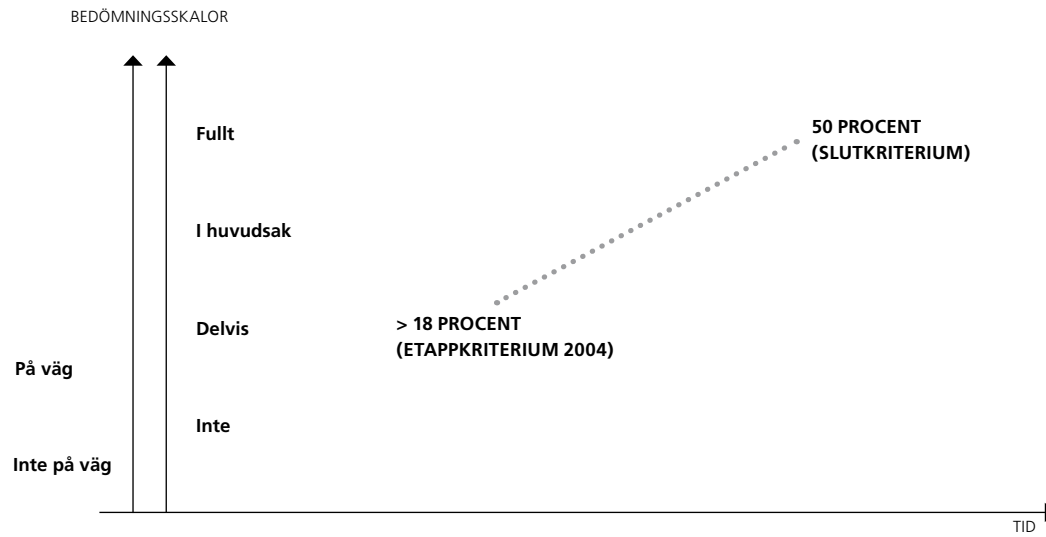 BEDÖMNINGSSKALOR
Fullt
50 PROCENT
(SLUTKRITERIUM)
I huvudsak
Delvis
> 18 PROCENT
(ETAPPKRITERIUM 2004)
På väg
Inte
Inte på väg
TID